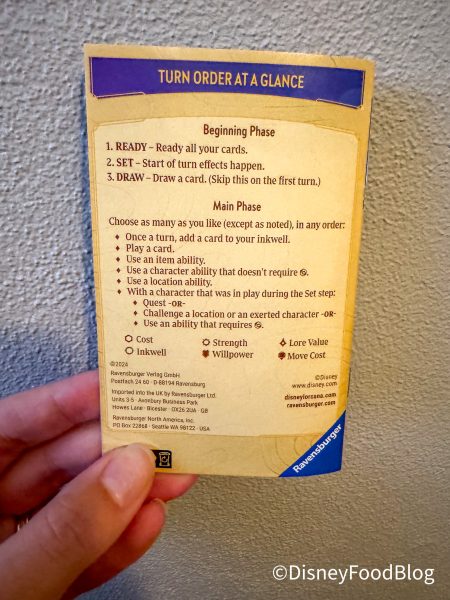 TURN ORDER AT A GLANCE
Beginning Phase
1. READY – Ready all your cards.
2. SET – Start of turn effects happen.
3. DRAW – Draw a card. (Skip this on the first turn.)
Main Phase
Choose as many as you like (except as noted), in any order:
♦ Once a turn, add a card to your inkwell.
♦ Play a card.
♦ Use an item ability.
♦ Use a character ability that doesn't require ⟳.
♦ Use a location ability.
♦ With a character that was in play during the Set step:
♦ Quest -OR-
♦ Challenge a location or an exerted character -OR-
♦ Use an ability that requires ⟳.
Cost Strength Lore Value
Inkwell Willpower Move Cost
©2024
Ravensburger Verlag GmbH
Postfach 24 60 · D-88194 Ravensburg
Imported into the UK by Ravensburger Ltd.
Units 3-5 · Avonbury Business Park
Howes Lane · Bicester · OX26 2UA · GB
Ravensburger North America, Inc.
PO Box 22868 · Seattle WA 98122 · USA
©Disney
www.disney.com
disneylorcana.com
ravensburger.com
Ravensburger
©DisneyFoodBlog